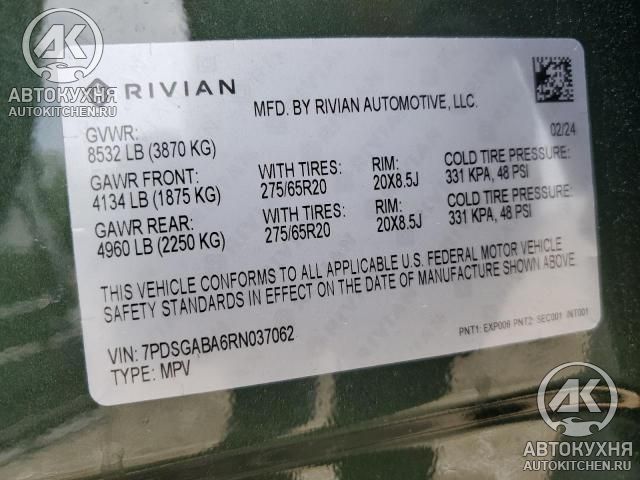 АВТОКУХНЯ
AUTOKITCHEN.RU
RIVIAN
MFD. BY RIVIAN AUTOMOTIVE, LLC.
02/24
GVWR:
8532 LB (3870 KG)
GAWR FRONT: WITH TIRES: RIM: COLD TIRE PRESSURE:
4134 LB (1875 KG) 275/65R20 20X8.5J 331 KPA, 48 PSI
GAWR REAR: WITH TIRES: RIM: COLD TIRE PRESSURE:
4960 LB (2250 KG) 275/65R20 20X8.5J 331 KPA, 48 PSI
THIS VEHICLE CONFORMS TO ALL APPLICABLE U.S. FEDERAL MOTOR VEHICLE
SAFETY STANDARDS IN EFFECT ON THE DATE OF MANUFACTURE SHOWN ABOVE.
PNT1: EXP006 PNT2: SEC001 INT001
VIN: 7PDSGABA6RN037062
TYPE: MPV
АК
АВТОКУХНЯ
AUTOKITCHEN.RU